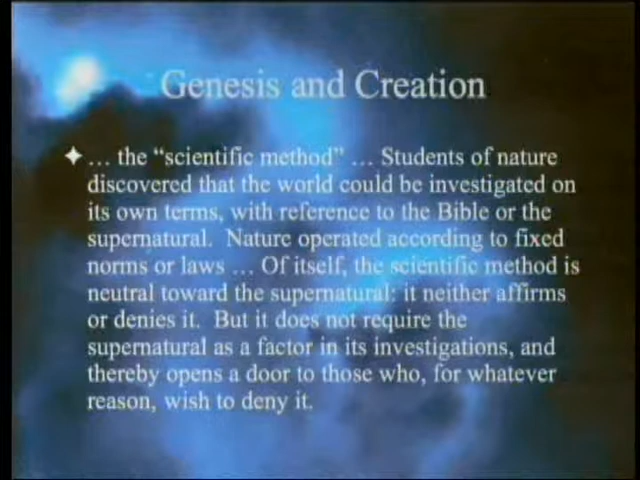 Genesis and Creation
… the “scientific method” … Students of nature
discovered that the world could be investigated on
its own terms, with reference to the Bible or the
supernatural. Nature operated according to fixed
norms or laws … Of itself, the scientific method is
neutral toward the supernatural: it neither affirms
or denies it. But it does not require the
supernatural as a factor in its investigations, and
thereby opens a door to those who, for whatever
reason, wish to deny it.